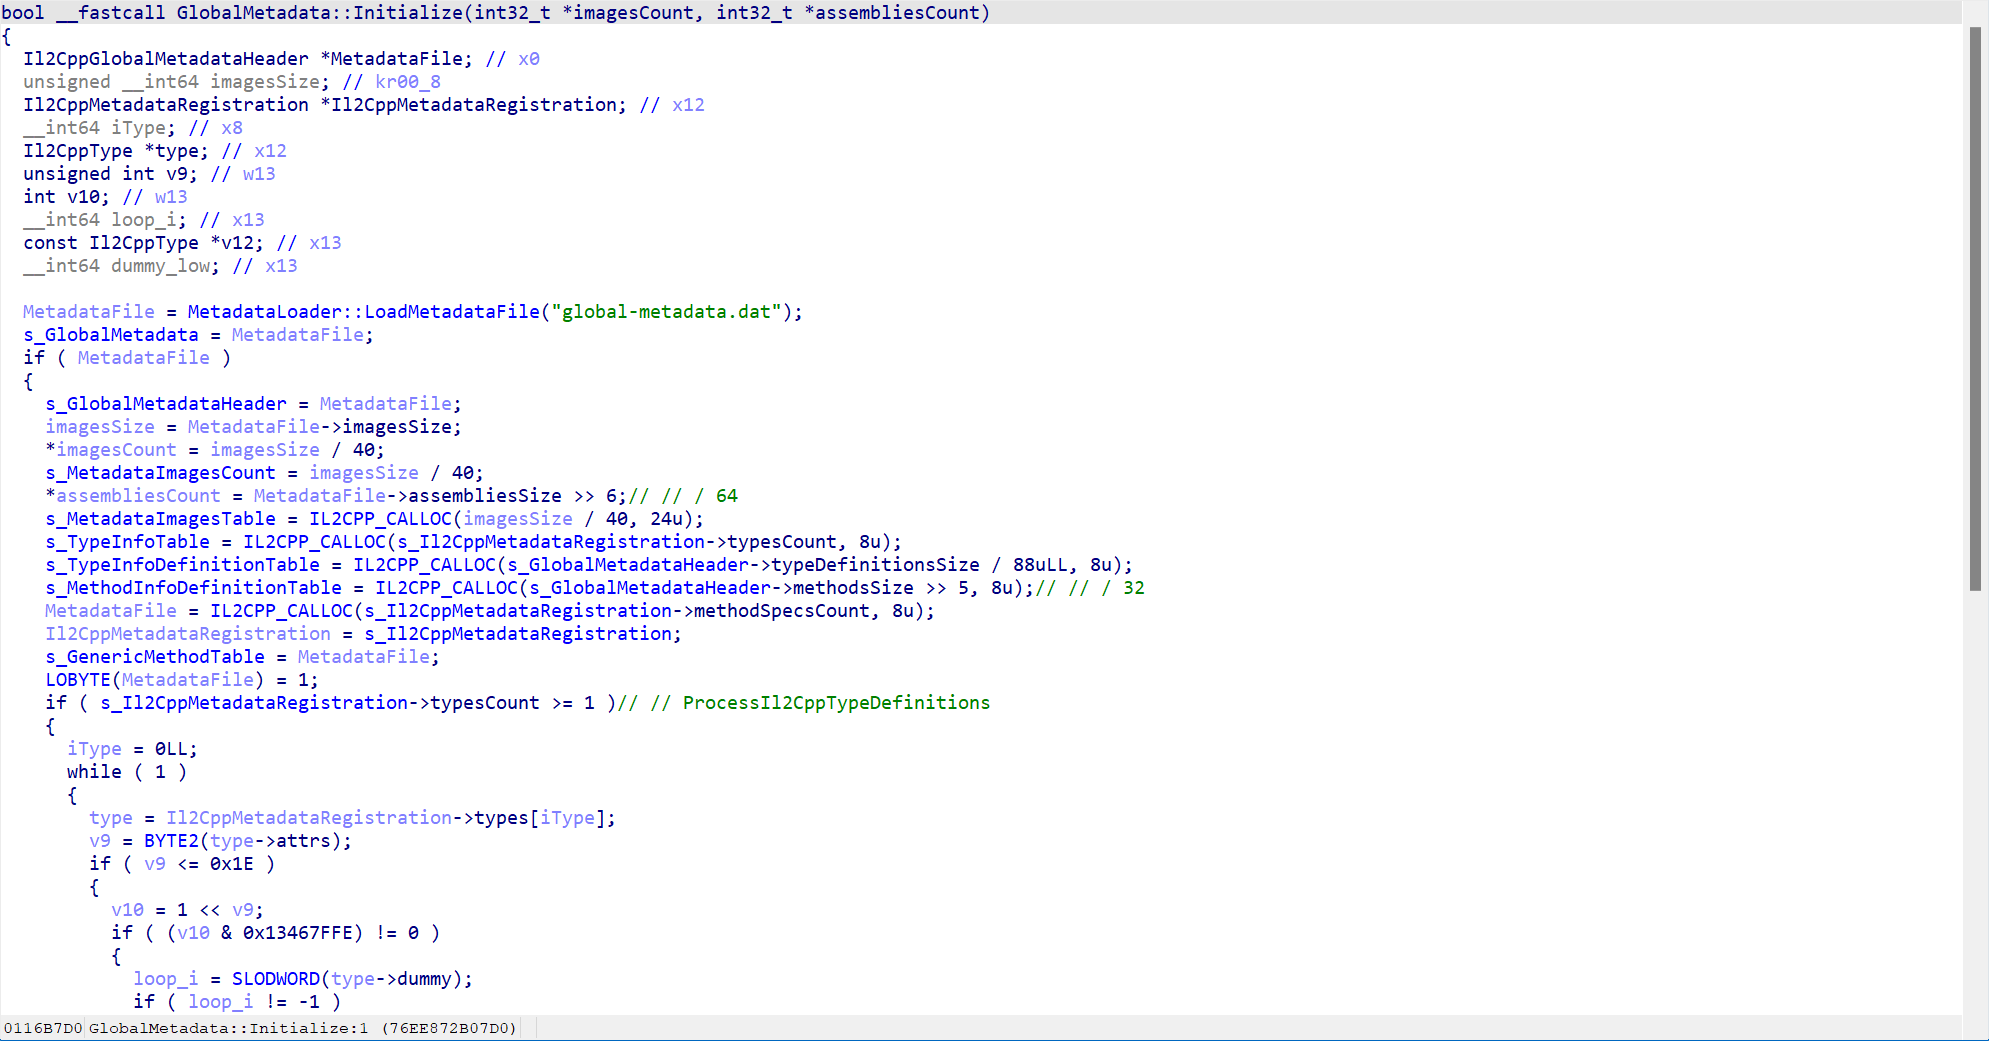 bool __fastcall GlobalMetadata::Initialize(int32_t *imagesCount, int32_t *assembliesCount)
{
  Il2CppGlobalMetadataHeader *MetadataFile; // x0
  unsigned __int64 imagesSize; // kr00_8
  Il2CppMetadataRegistration *Il2CppMetadataRegistration; // x12
  __int64 iType; // x8
  Il2CppType *type; // x12
  unsigned int v9; // w13
  int v10; // w13
  __int64 loop_i; // x13
  const Il2CppType *v12; // x13
  __int64 dummy_low; // x13

  MetadataFile = MetadataLoader::LoadMetadataFile("global-metadata.dat");
  s_GlobalMetadata = MetadataFile;
  if ( MetadataFile )
  {
    s_GlobalMetadataHeader = MetadataFile;
    imagesSize = MetadataFile->imagesSize;
    *imagesCount = imagesSize / 40;
    s_MetadataImagesCount = imagesSize / 40;
    *assembliesCount = MetadataFile->assembliesSize >> 6;// // / 64
    s_MetadataImagesTable = IL2CPP_CALLOC(imagesSize / 40, 24u);
    s_TypeInfoTable = IL2CPP_CALLOC(s_Il2CppMetadataRegistration->typesCount, 8u);
    s_TypeInfoDefinitionTable = IL2CPP_CALLOC(s_GlobalMetadataHeader->typeDefinitionsSize / 88uLL, 8u);
    s_MethodInfoDefinitionTable = IL2CPP_CALLOC(s_GlobalMetadataHeader->methodsSize >> 5, 8u);// // / 32
    MetadataFile = IL2CPP_CALLOC(s_Il2CppMetadataRegistration->methodSpecsCount, 8u);
    Il2CppMetadataRegistration = s_Il2CppMetadataRegistration;
    s_GenericMethodTable = MetadataFile;
    LOBYTE(MetadataFile) = 1;
    if ( s_Il2CppMetadataRegistration->typesCount >= 1 )// // ProcessIl2CppTypeDefinitions
    {
      iType = 0LL;
      while ( 1 )
      {
        type = Il2CppMetadataRegistration->types[iType];
        v9 = BYTE2(type->attrs);
        if ( v9 <= 0x1E )
        {
          v10 = 1 << v9;
          if ( (v10 & 0x13467FFE) != 0 )
          {
            loop_i = SLODWORD(type->dummy);
            if ( loop_i != -1 )
0116B7D0 GlobalMetadata::Initialize:1 (76EE872B07D0)